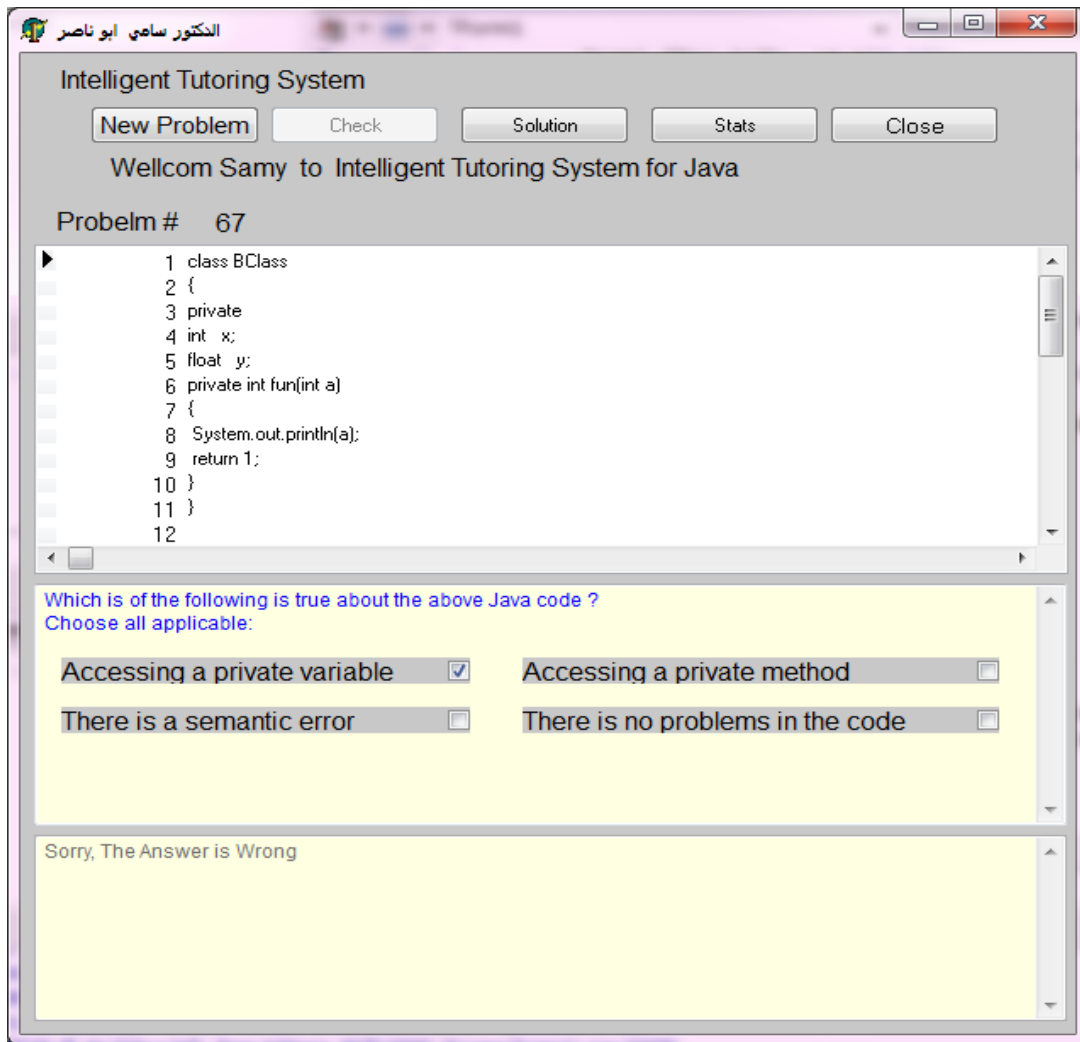 الدكتور سامي ابو ناصر
Intelligent Tutoring System
New Problem Check Solution Stats Close
Wellcom Samy to Intelligent Tutoring System for Java
Probelm # 67
1 class BClass
2 {
3 private
4 int x;
5 float y;
6 private int fun(int a)
7 {
8 System.out.println(a);
9 return 1;
10 }
11 }
12
Which is of the following is true about the above Java code ?
Choose all applicable:
Accessing a private variable Accessing a private method
There is a semantic error There is no problems in the code
Sorry, The Answer is Wrong